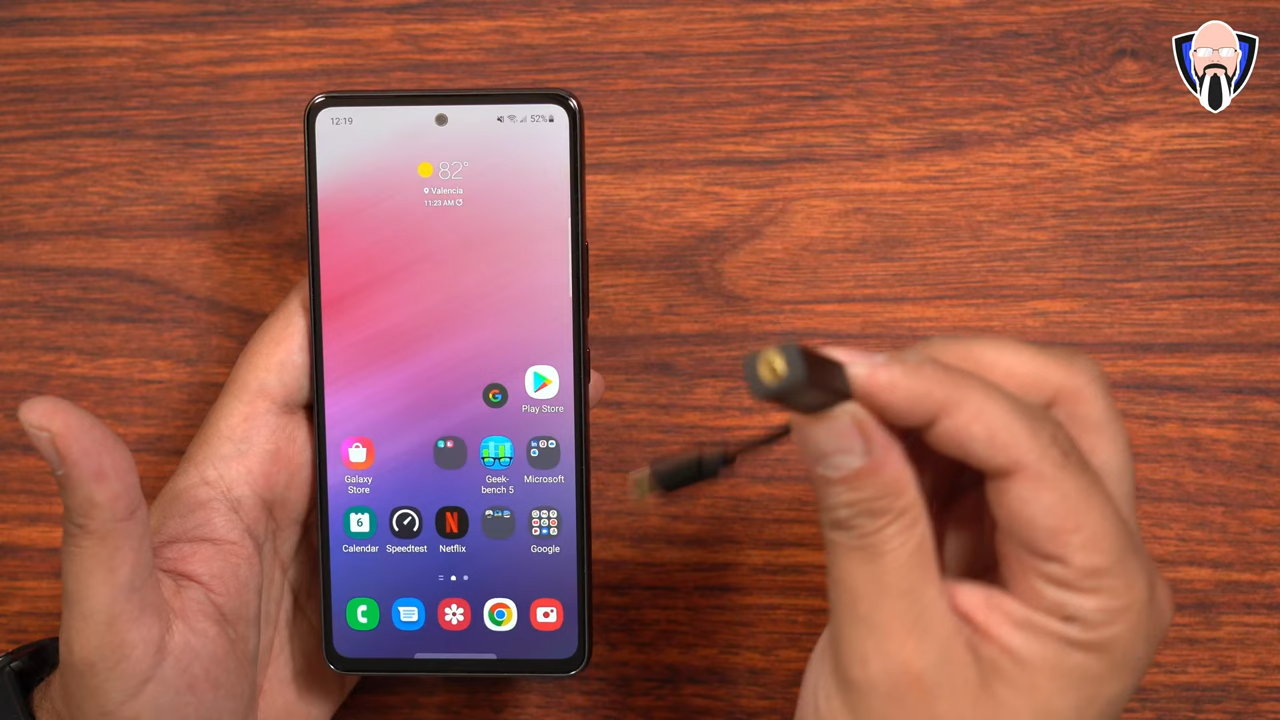 12:19
52%
82°
Valencia
11:23 AM
Play Store
Galaxy
Store
Geek-
bench 5
Microsoft
6
Calendar
Speedtest
Netflix
Google